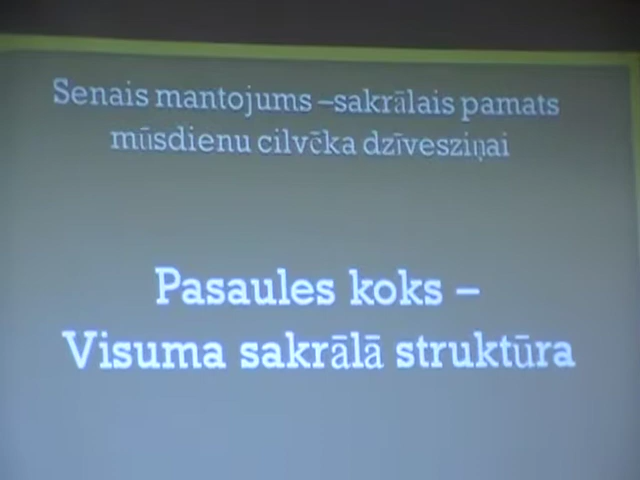 Senais mantojums –sakrālais pamats
mūsdienu cilvēka dzīvesziņai
Pasaules koks –
Visuma sakrālā struktūra